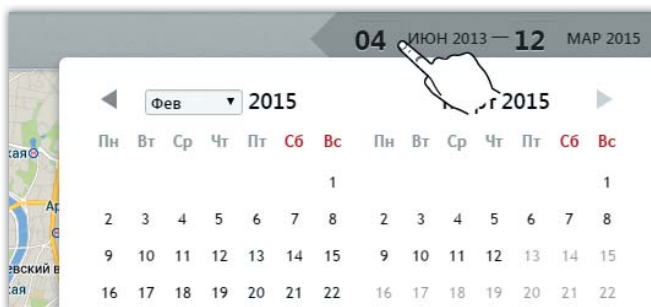 04 ИЮН 2013 — 12 МАР 2015
Фев 2015 2015
Пн Вт Ср Чт Пт Сб Вс Пн Вт Ср Чт Пт Сб Вс
1 1
2 3 4 5 6 7 8 2 3 4 5 6 7 8
9 10 11 12 13 14 15 9 10 11 12 13 14 15
16 17 18 19 20 21 22 16 17 18 19 20 21 22